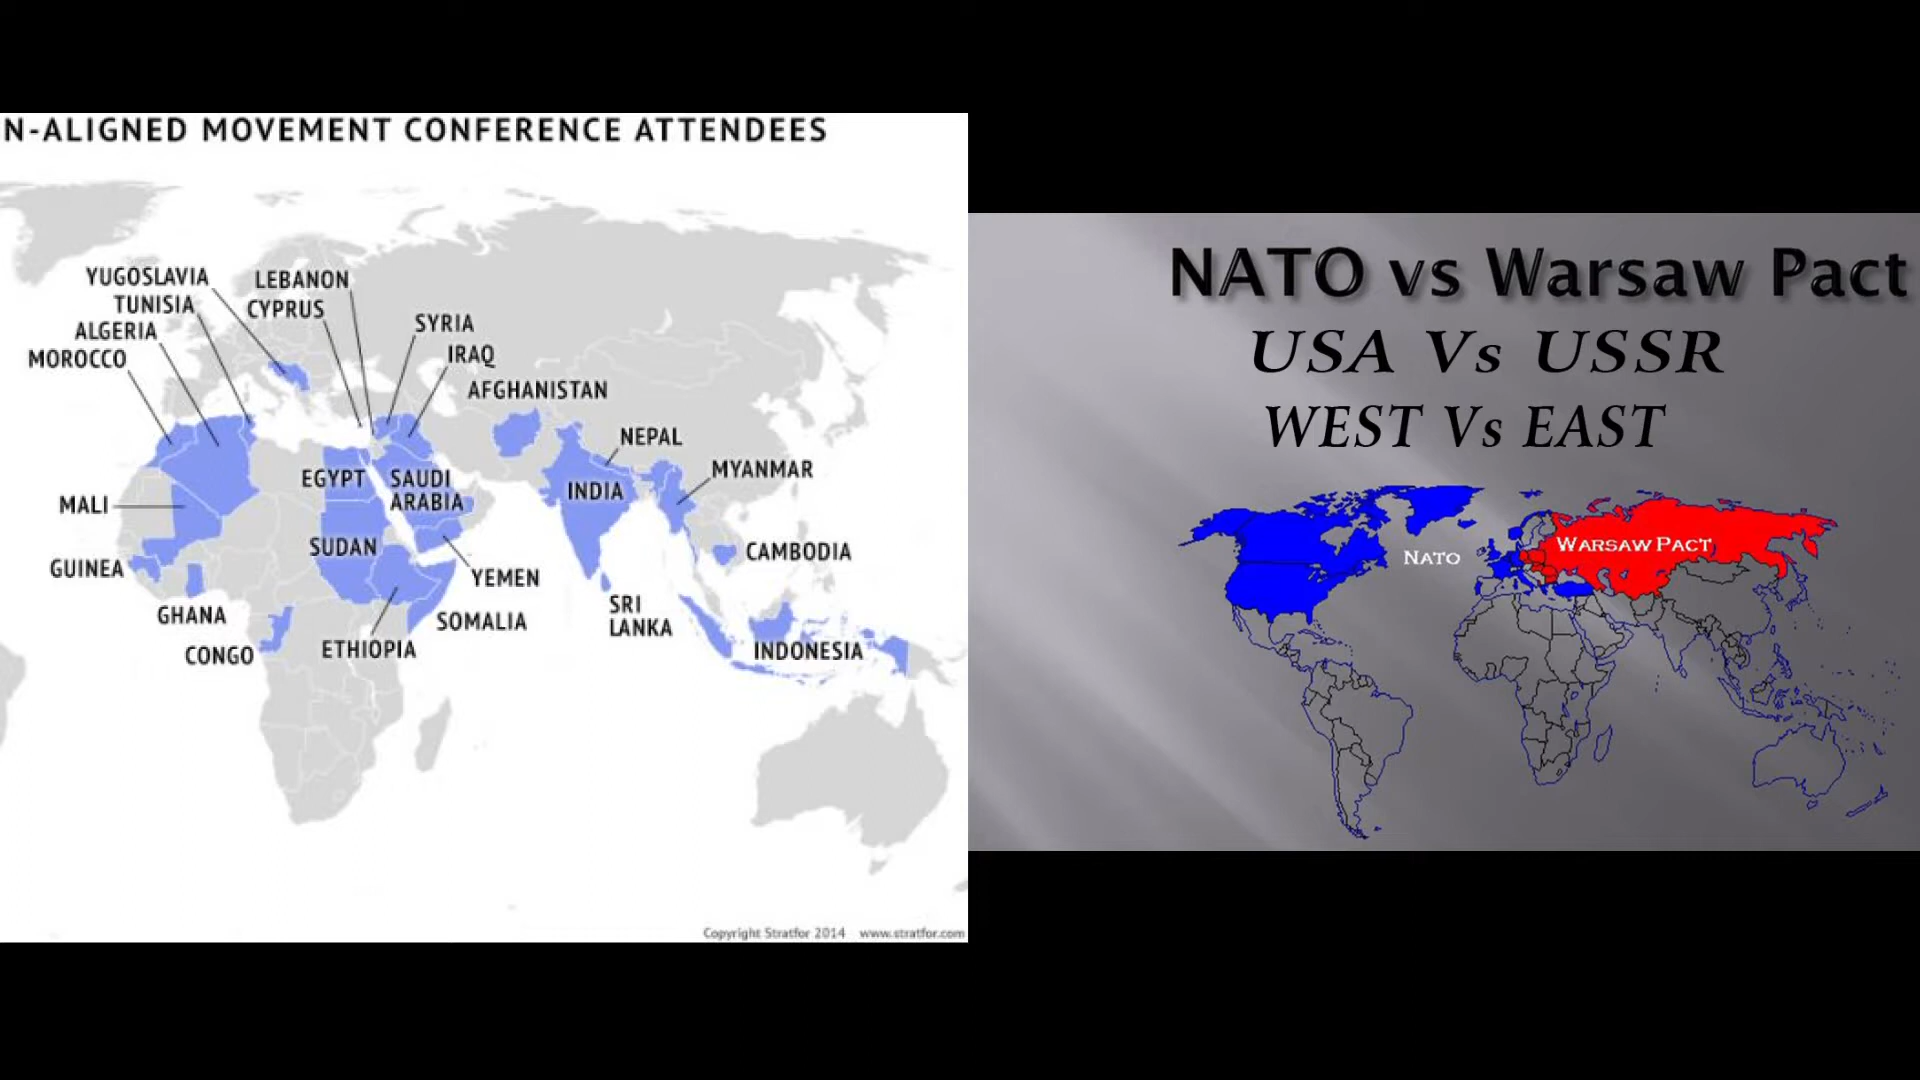 N-ALIGNED MOVEMENT CONFERENCE ATTENDEES
YUGOSLAVIA
TUNISIA
ALGERIA
MOROCCO
LEBANON
CYPRUS
SYRIA
IRAQ
AFGHANISTAN
NEPAL
MYANMAR
EGYPT
SAUDI
ARABIA
INDIA
MALI
SUDAN
CAMBODIA
GUINEA
YEMEN
GHANA
SOMALIA
SRI
LANKA
CONGO
ETHIOPIA
INDONESIA
Copyright Stratfor 2014 www.stratfor.com
NATO vs Warsaw Pact
USA Vs USSR
WEST Vs EAST
NATO
WARSAW PACT